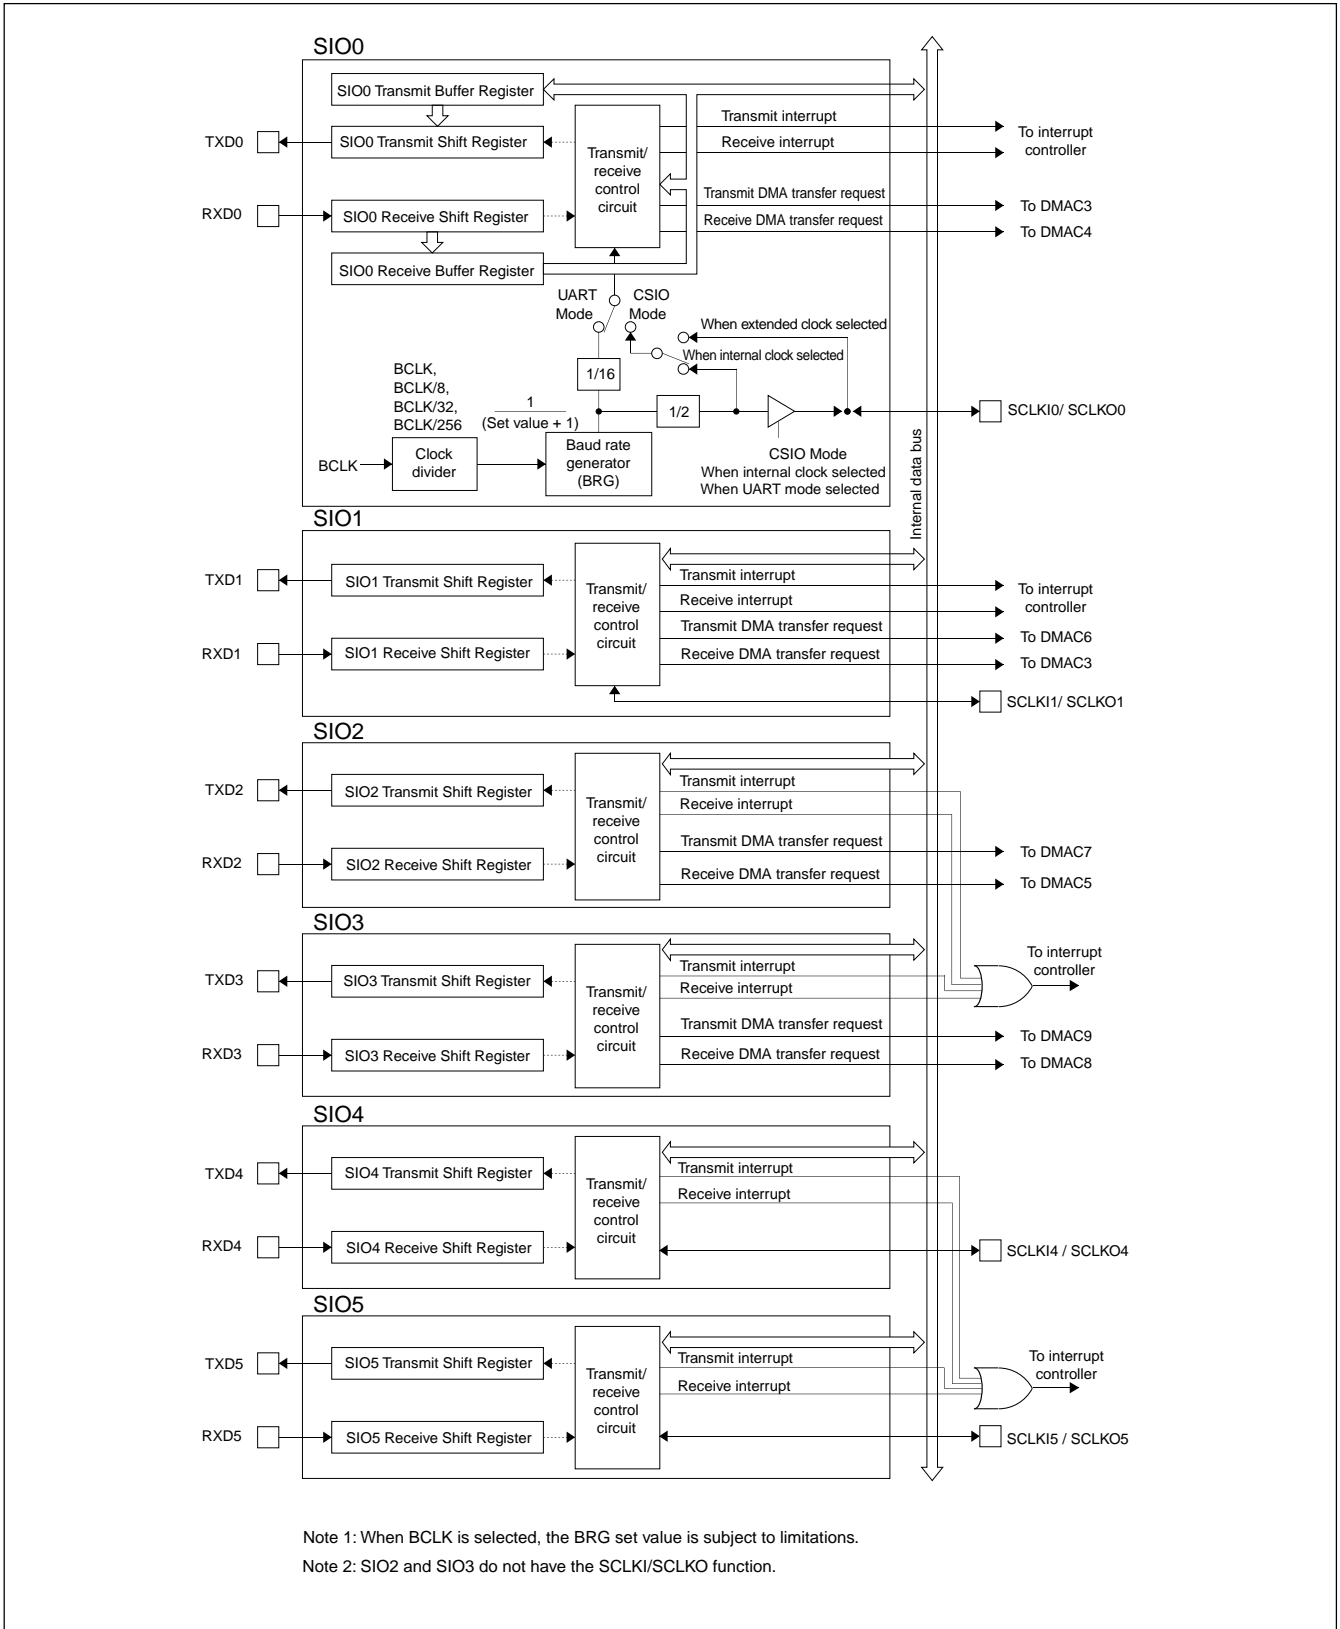 SIO0
SIO0 Transmit Buffer Register
TXD0
SIO0 Transmit Shift Register
RXD0
SIO0 Receive Shift Register
SIO0 Receive Buffer Register
Transmit/
receive
control
circuit
Transmit interrupt
Receive interrupt
To interrupt
controller
Transmit DMA transfer request
To DMAC3
Receive DMA transfer request
To DMAC4
UART
Mode
CSIO
Mode
When extended clock selected
When internal clock selected
BCLK,
BCLK/8,
BCLK/32,
BCLK/256
1
(Set value + 1)
1/16
1/2
SCLKI0/ SCLKO0
BCLK
Clock
divider
Baud rate
generator
(BRG)
CSIO Mode
When internal clock selected
When UART mode selected
Internal data bus
SIO1
TXD1
SIO1 Transmit Shift Register
RXD1
SIO1 Receive Shift Register
Transmit/
receive
control
circuit
Transmit interrupt
Receive interrupt
To interrupt
controller
Transmit DMA transfer request
To DMAC6
Receive DMA transfer request
To DMAC3
SCLKI1/ SCLKO1
SIO2
TXD2
SIO2 Transmit Shift Register
RXD2
SIO2 Receive Shift Register
Transmit/
receive
control
circuit
Transmit interrupt
Receive interrupt
Transmit DMA transfer request
To DMAC7
Receive DMA transfer request
To DMAC5
SIO3
TXD3
SIO3 Transmit Shift Register
RXD3
SIO3 Receive Shift Register
Transmit/
receive
control
circuit
Transmit interrupt
Receive interrupt
To interrupt
controller
Transmit DMA transfer request
To DMAC9
Receive DMA transfer request
To DMAC8
SIO4
TXD4
SIO4 Transmit Shift Register
RXD4
SIO4 Receive Shift Register
Transmit/
receive
control
circuit
Transmit interrupt
Receive interrupt
SCLKI4 / SCLKO4
SIO5
TXD5
SIO5 Transmit Shift Register
RXD5
SIO5 Receive Shift Register
Transmit/
receive
control
circuit
Transmit interrupt
Receive interrupt
To interrupt
controller
SCLKI5 / SCLKO5
Note 1: When BCLK is selected, the BRG set value is subject to limitations.
Note 2: SIO2 and SIO3 do not have the SCLKI/SCLKO function.